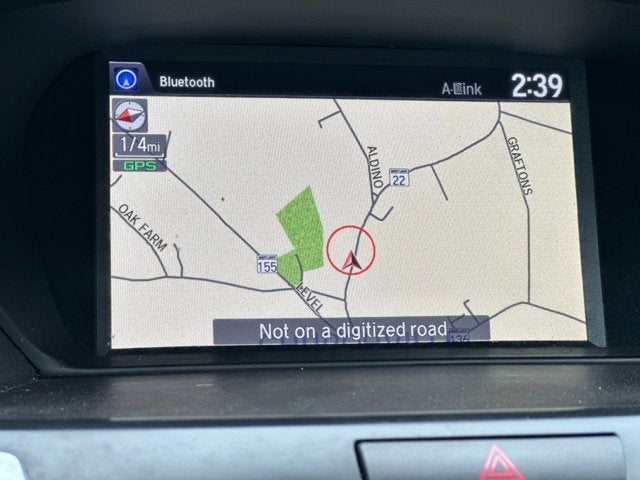 Bluetooth
A-Link
2:39
1/4mi
GPS
ALDINO
22
GRAFTONS
OAK FARM
155
LEVEL
Not on a digitized road
136